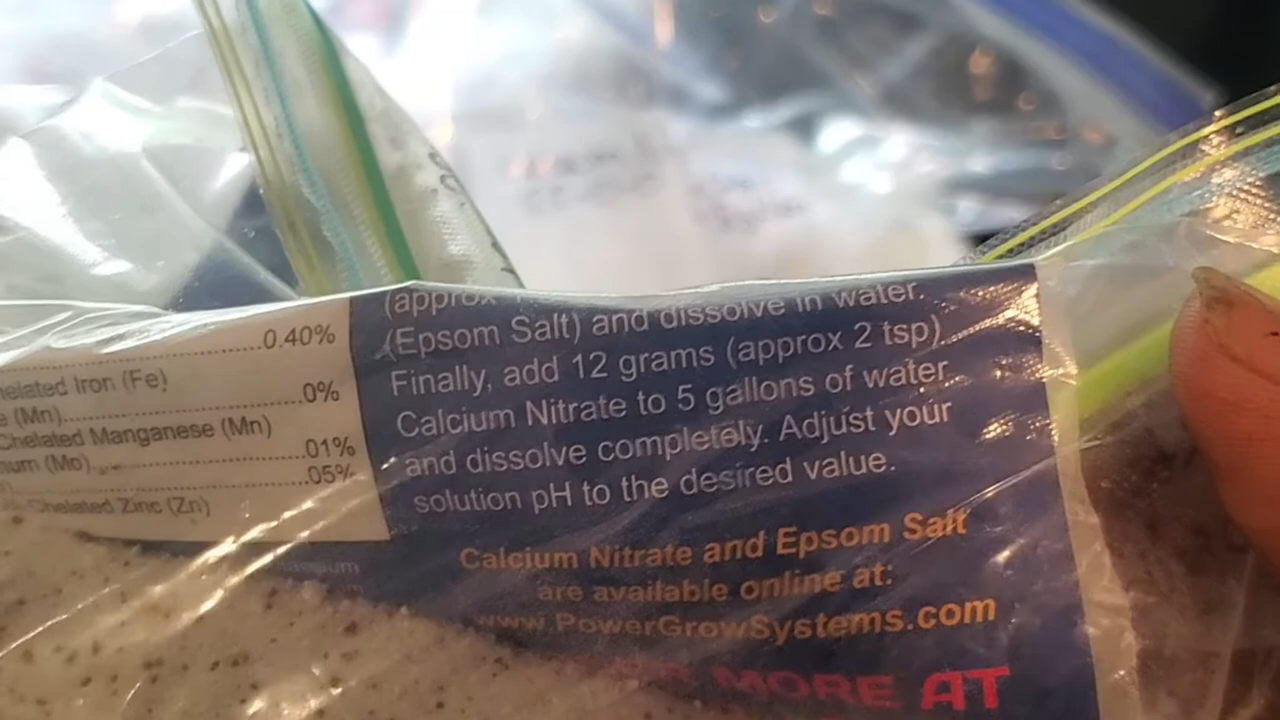 0.40%
helated Iron (Fe)
0%
e (Mn)
Chelated Manganese (Mn)
.01%
num (Mo)
.05%
Chelated Zinc (Zn)
(approx
(Epsom Salt) and dissolve in water.
Finally, add 12 grams (approx 2 tsp)
Calcium Nitrate to 5 gallons of water
and dissolve completely. Adjust your
solution pH to the desired value.
Calcium Nitrate and Epsom Salt
are available online at:
www.PowerGrowSystems.com
MORE AT